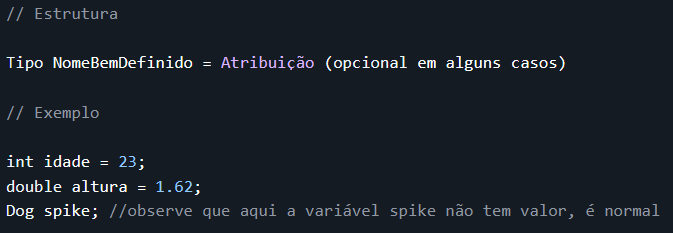 // Estrutura
Tipo NomeBemDefinido = Atribuição (opcional em alguns casos)
// Exemplo
int idade = 23;
double altura = 1.62;
Dog spike; //observe que aqui a variável spike não tem valor, é normal